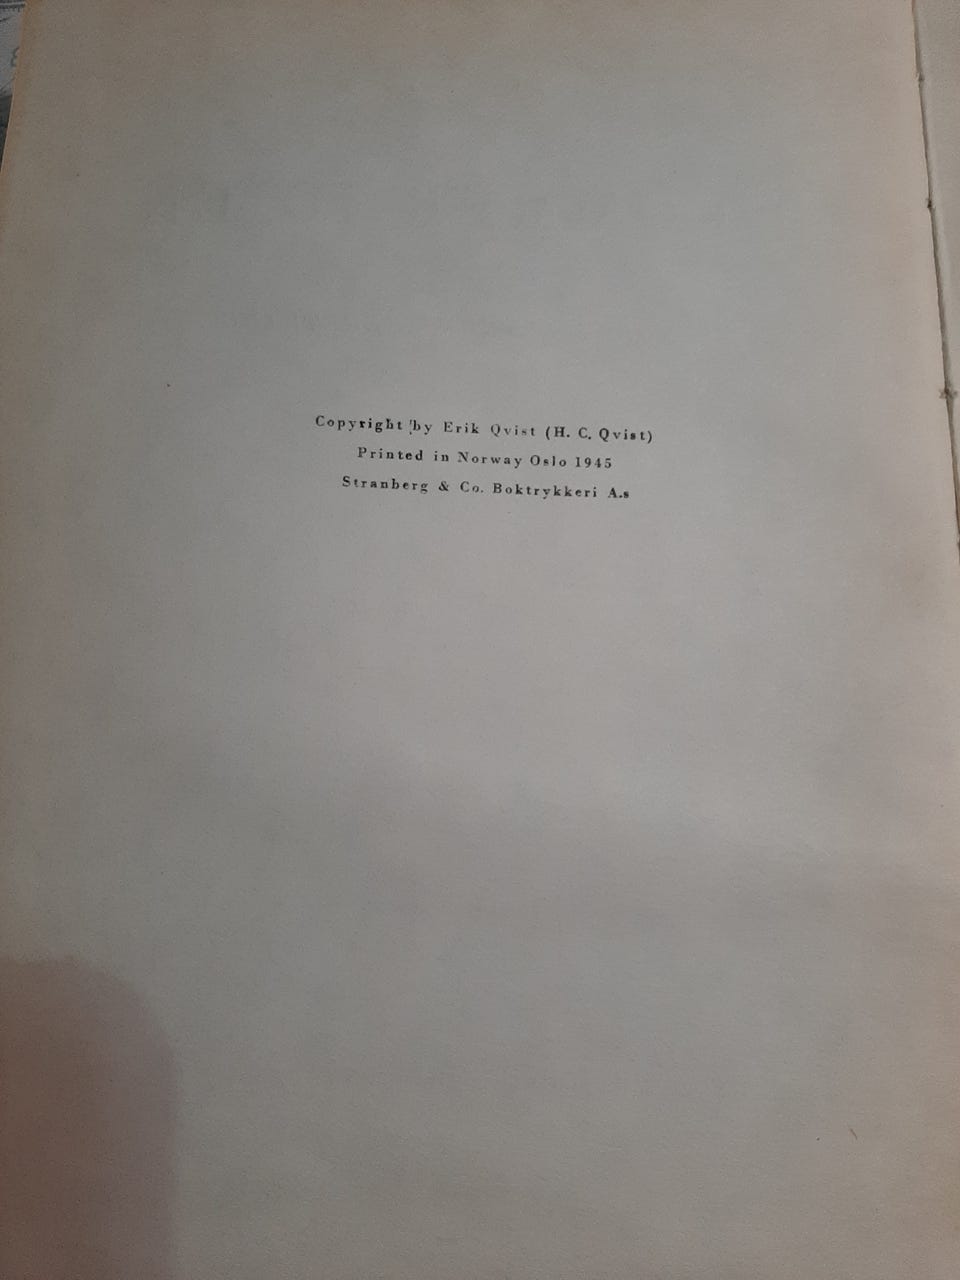 Copyright by Erik Qvist (H. C. Qvist)
Printed in Norway Oslo 1945
Stranberg & Co. Boktrykkeri A.s